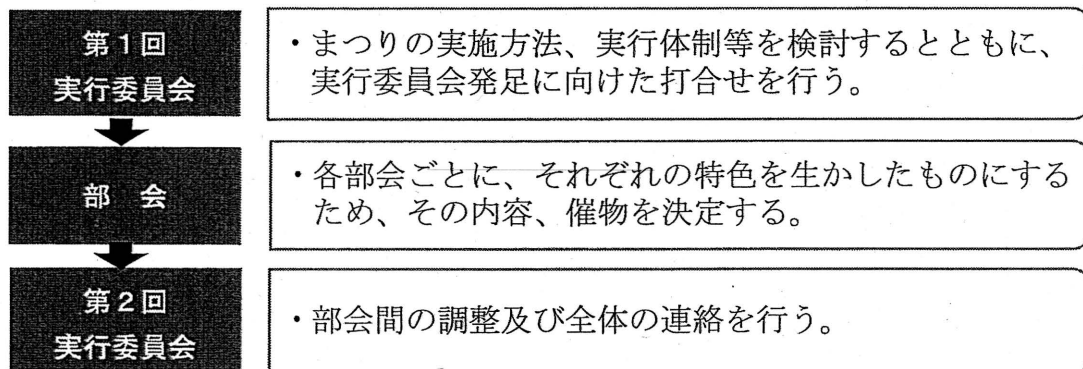 第1回
実行委員会
・まつりの実施方法、実行体制等を検討するとともに、
実行委員会発足に向けた打合せを行う。
部　会
・各部会ごとに、それぞれの特色を生かしたものにする
ため、その内容、催物を決定する。
第2回
実行委員会
・部会間の調整及び全体の連絡を行う。